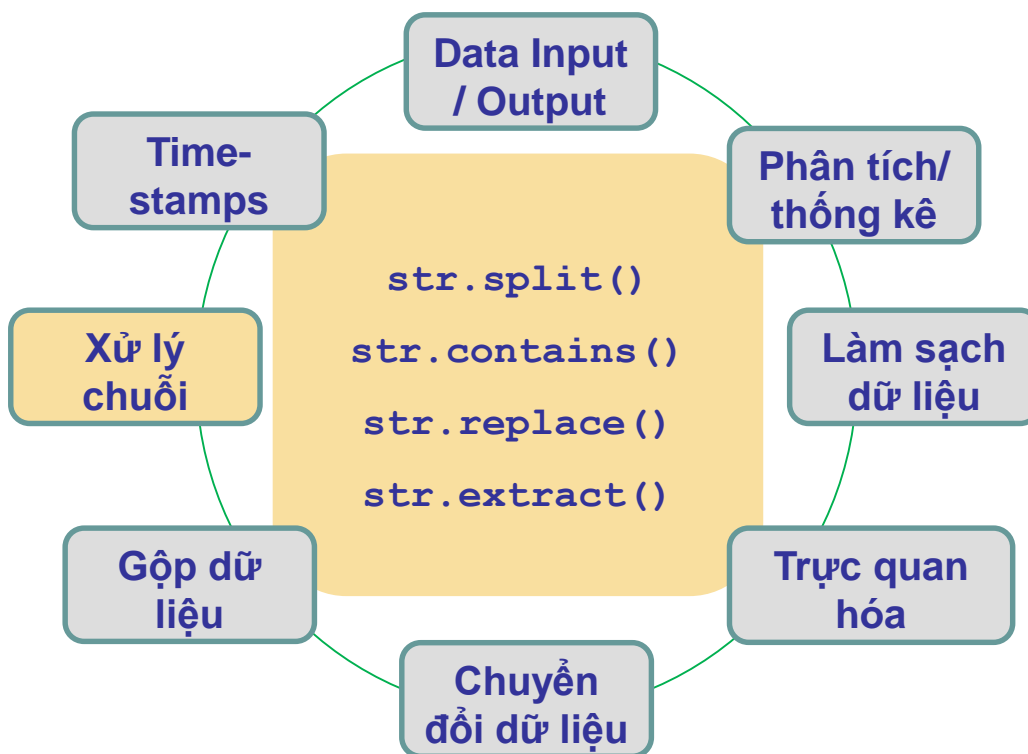 Data Input
/ Output
Time-
stamps
Phân tích/
thống kê
str.split()
Xử lý
chuỗi
str.contains()
Làm sạch
dữ liệu
str.replace()
str.extract()
Gộp dữ
liệu
Trực quan
hóa
Chuyển
đổi dữ liệu